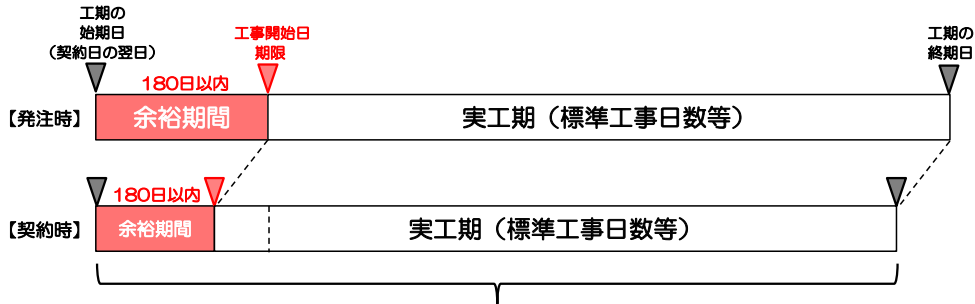 工期の
始期日
(契約日の翌日)
工事開始日
期限
工期の
終期日
180日以内
【発注時】
余裕期間
実工期(標準工事日数等)
180日以内
【契約時】
余裕期間
実工期(標準工事日数等)